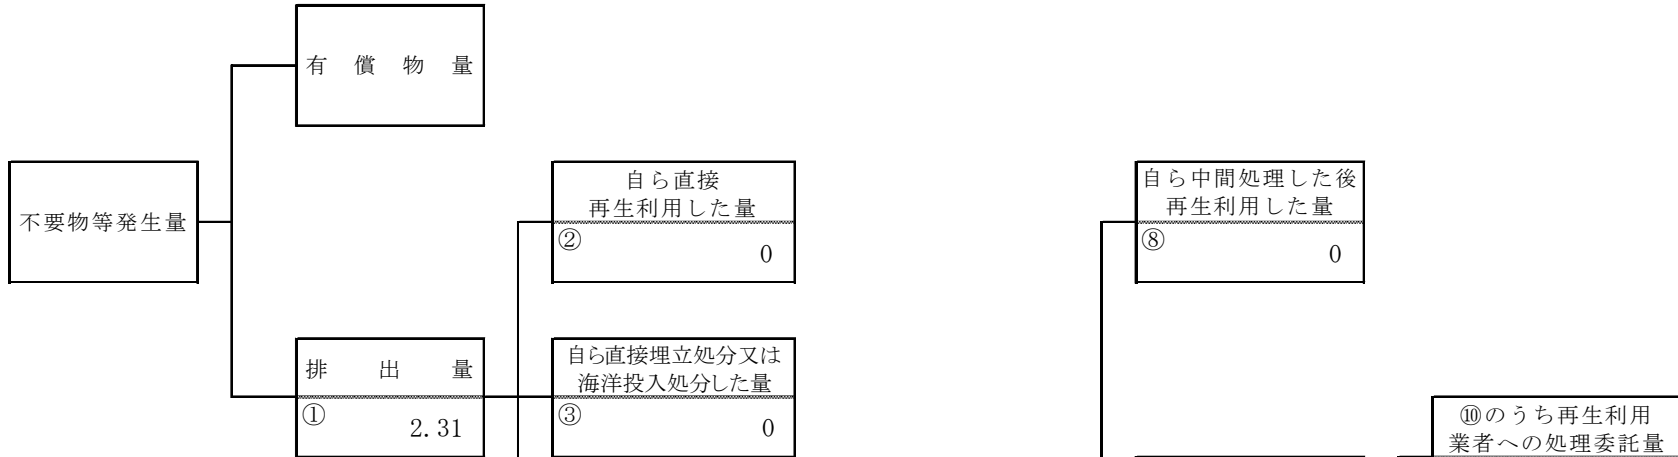 有償物量
不要物等発生量
自ら直接
再生利用した量
②
0
自ら中間処理した後
再生利用した量
⑧
0
排出量
①
2.31
自ら直接埋立処分又は
海洋投入処分した量
③
0
⑩のうち再生利用
業者への処理委託量